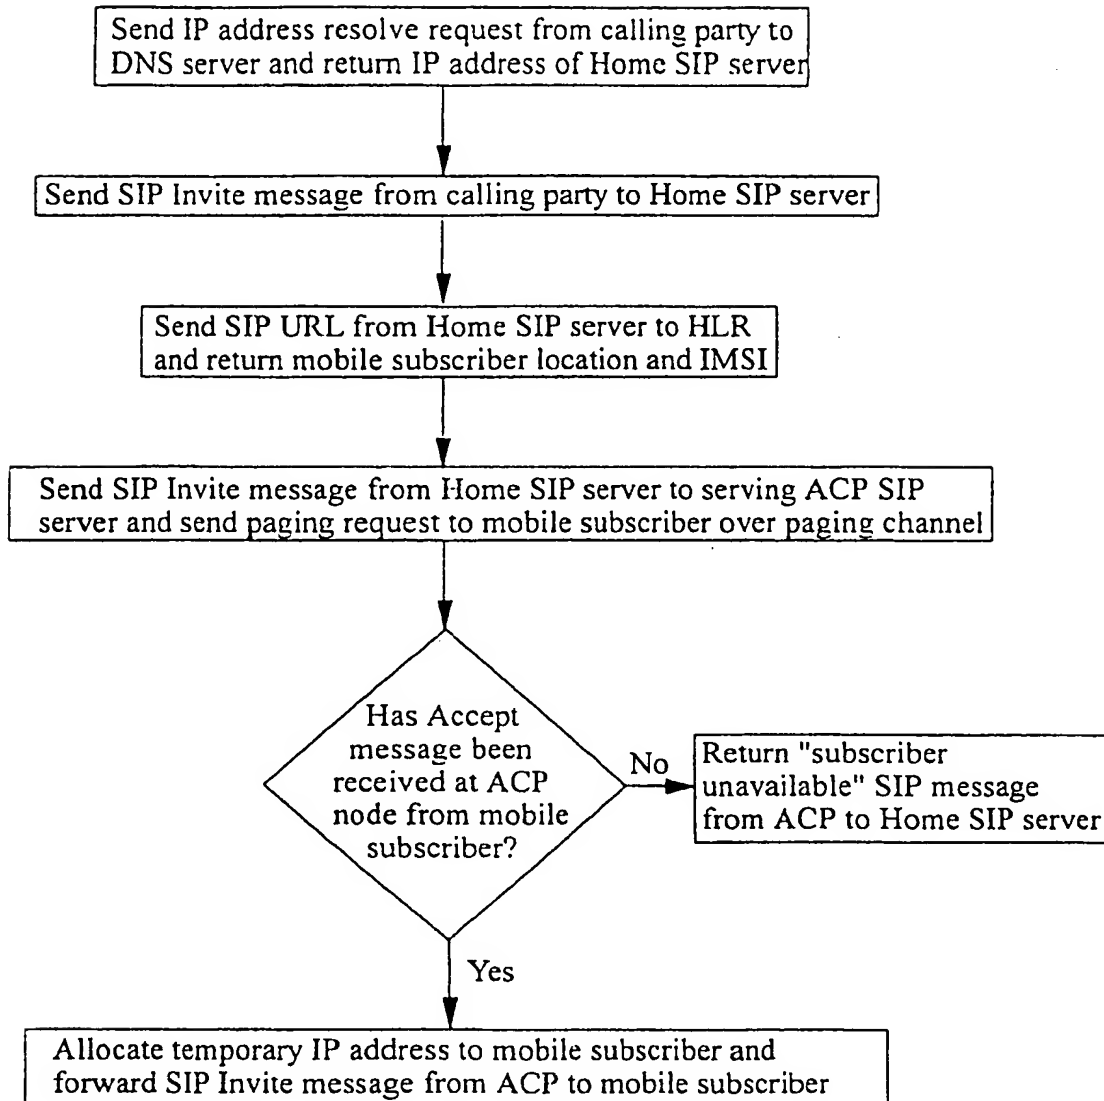 Send IP address resolve request from calling party to
DNS server and return IP address of Home SIP server
Send SIP Invite message from calling party to Home SIP server
Send SIP URL from Home SIP server to HLR
and return mobile subscriber location and IMSI
Send SIP Invite message from Home SIP server to serving ACP SIP
server and send paging request to mobile subscriber over paging channel
Has Accept
message been
received at ACP
node from mobile
subscriber?
No
Return "subscriber
unavailable" SIP message
from ACP to Home SIP server
Yes
Allocate temporary IP address to mobile subscriber and
forward SIP Invite message from ACP to mobile subscriber